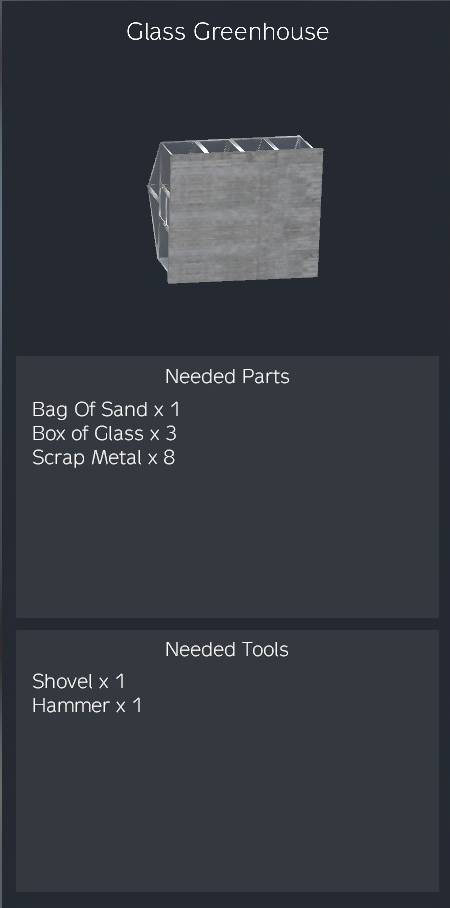 Glass Greenhouse
Needed Parts
Bag Of Sand x 1
Box of Glass x 3
Scrap Metal x 8
Needed Tools
Shovel x 1
Hammer x 1